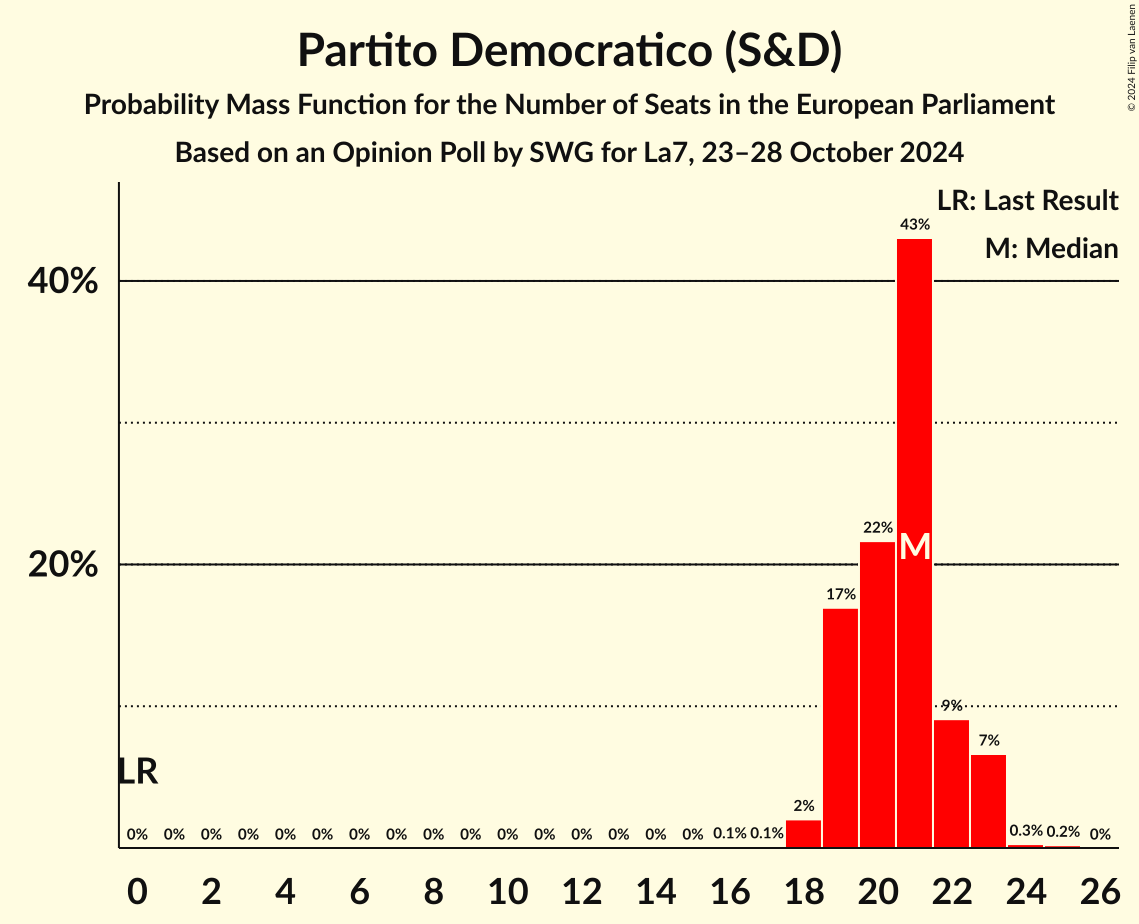 Partito Democratico (S&D)
Probability Mass Function for the Number of Seats in the European Parliament
Based on an Opinion Poll by SWG for La7, 23–28 October 2024
© 2024 Filip van Laenen
LR: Last Result
M: Median
43%
40%
22%
M
20%
17%
9%
7%
LR
2%
0% 0% 0% 0% 0% 0% 0% 0% 0% 0% 0% 0% 0% 0% 0% 0% 0.1% 0.1% 0.3% 0.2% 0%
0 2 4 6 8 10 12 14 16 18 20 22 24 26